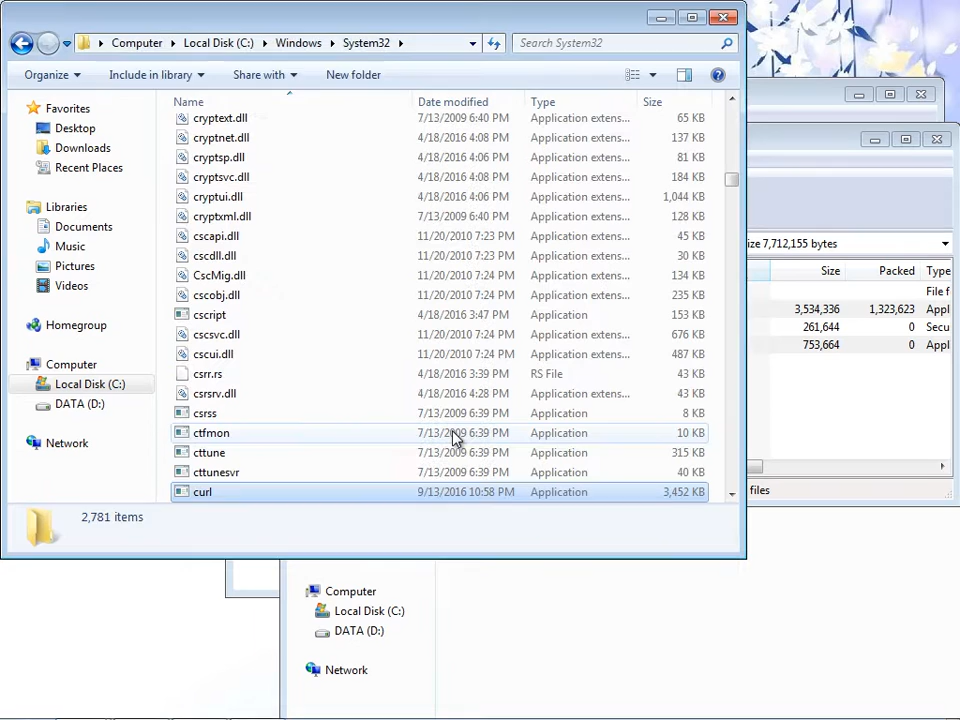 Computer Local Disk (C:) Windows System32 Search System32
Organize Include in library Share with New folder
Favorites
Desktop
Downloads
Recent Places
Libraries
Documents
Music
Pictures
Videos
Homegroup
Computer
Local Disk (C:)
DATA (D:)
Network
Name Date modified Type Size
cryptext.dll 7/13/2009 6:40 PM Application extens... 65 KB
cryptnet.dll 4/18/2016 4:08 PM Application extens... 137 KB
cryptsp.dll 4/18/2016 4:06 PM Application extens... 81 KB
cryptsvc.dll 4/18/2016 4:08 PM Application extens... 184 KB
cryptui.dll 4/18/2016 4:06 PM Application extens... 1,044 KB
cryptxml.dll 7/13/2009 6:40 PM Application extens... 128 KB
cscapi.dll 11/20/2010 7:23 PM Application extens... 45 KB
cscdll.dll 11/20/2010 7:23 PM Application extens... 30 KB
CscMig.dll 11/20/2010 7:24 PM Application extens... 134 KB
cscobj.dll 11/20/2010 7:24 PM Application extens... 235 KB
cscript 4/18/2016 3:47 PM Application 153 KB
cscsvc.dll 11/20/2010 7:24 PM Application extens... 676 KB
cscui.dll 11/20/2010 7:24 PM Application extens... 487 KB
csrr.rs 4/18/2016 3:39 PM RS File 43 KB
csrsrv.dll 4/18/2016 4:28 PM Application extens... 43 KB
csrss 7/13/2009 6:39 PM Application 8 KB
ctfmon 7/13/2009 6:39 PM Application 10 KB
cttune 7/13/2009 6:39 PM Application 315 KB
cttunesvr 7/13/2009 6:39 PM Application 40 KB
curl 9/13/2016 10:58 PM Application 3,452 KB
2,781 items
ize 7,712,155 bytes
Size Packed Type
File f
3,534,336 1,323,623 Appl
261,644 0 Secu
753,664 0 Appl
files
Computer
Local Disk (C:)
DATA (D:)
Network